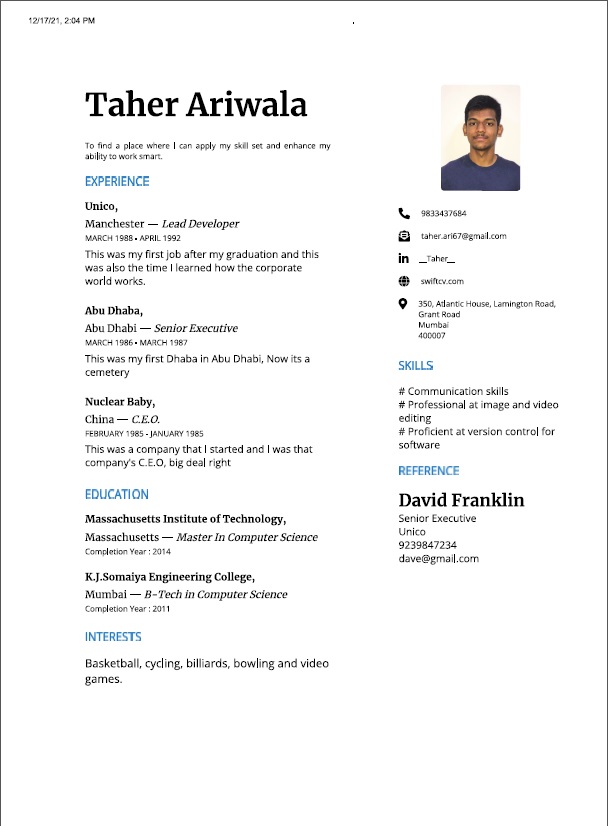 12/17/21, 2:04 PM
Taher Ariwala
To find a place where I can apply my skill set and enhance my
ability to work smart.
EXPERIENCE
Unico,
Manchester — Lead Developer
MARCH 1988 • APRIL 1992
This was my first job after my graduation and this
was also the time I learned how the corporate
world works.
Abu Dhaba,
Abu Dhabi — Senior Executive
MARCH 1986 • MARCH 1987
This was my first Dhaba in Abu Dhabi, Now its a
cemetery
Nuclear Baby,
China — C.E.O.
FEBRUARY 1985 - JANUARY 1985
This was a company that I started and I was that
company's C.E.O, big deal right
EDUCATION
Massachusetts Institute of Technology,
Massachusetts — Master In Computer Science
Completion Year : 2014
K.J.Somaiya Engineering College,
Mumbai — B-Tech in Computer Science
Completion Year : 2011
INTERESTS
Basketball, cycling, billiards, bowling and video
games.
9833437684
taher.ari67@gmail.com
__Taher__
swiftcv.com
350, Atlantic House, Lamington Road,
Grant Road
Mumbai
400007
SKILLS
# Communication skills
# Professional at image and video
editing
# Proficient at version control for
software
REFERENCE
David Franklin
Senior Executive
Unico
9239847234
dave@gmail.com